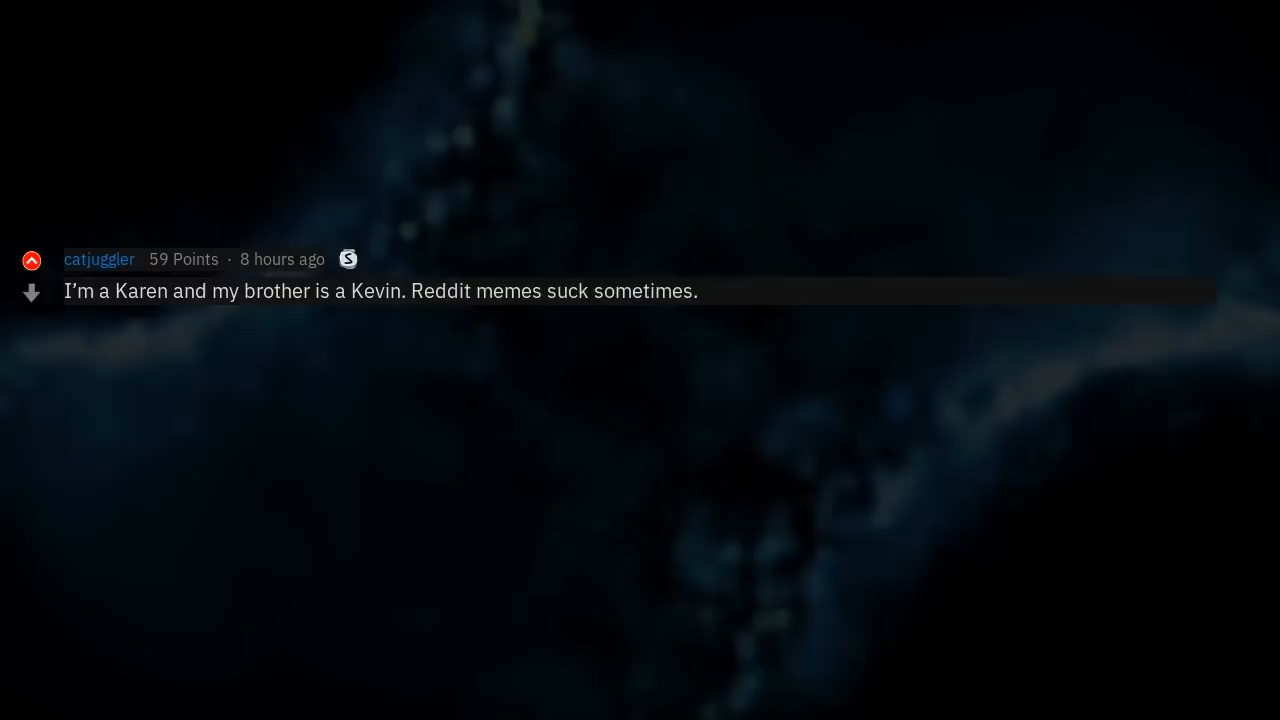 catjuggler 59 Points · 8 hours ago S
I’m a Karen and my brother is a Kevin. Reddit memes suck sometimes.